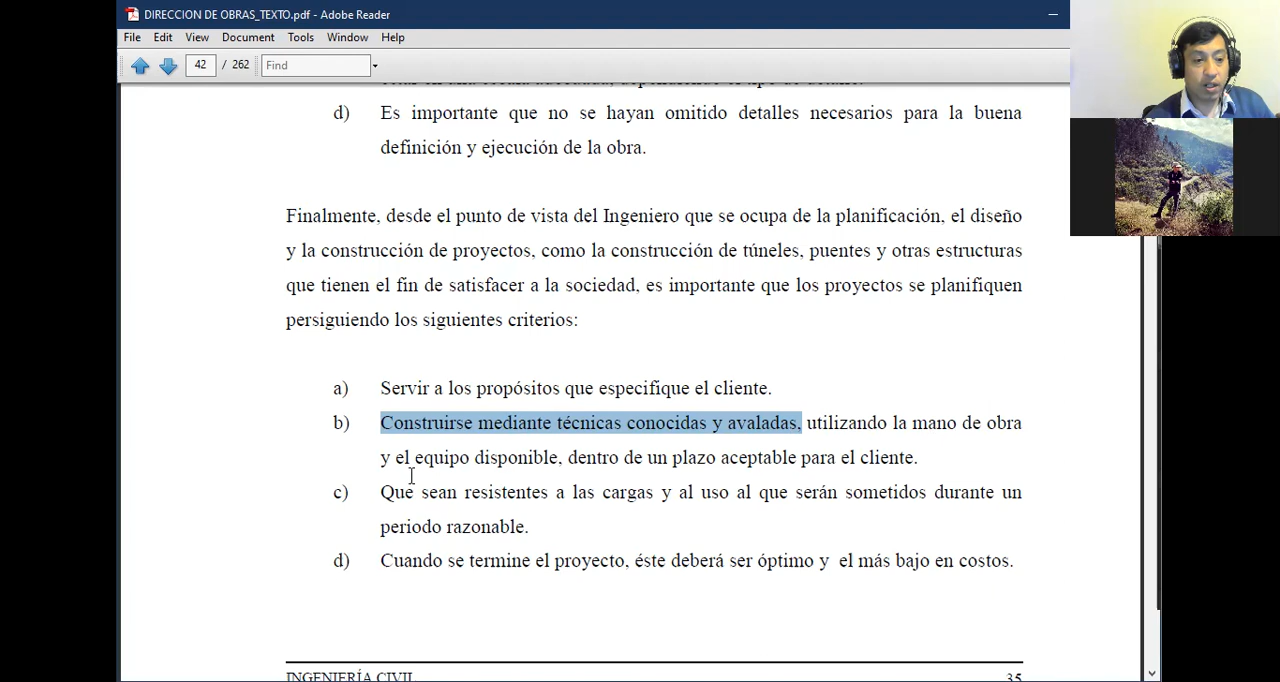 DIRECCION DE OBRAS_TEXTO.pdf - Adobe Reader
File Edit View Document Tools Window Help
42 / 262 Find
d) Es importante que no se hayan omitido detalles necesarios para la buena
definición y ejecución de la obra.
Finalmente, desde el punto de vista del Ingeniero que se ocupa de la planificación, el diseño
y la construcción de proyectos, como la construcción de túneles, puentes y otras estructuras
que tienen el fin de satisfacer a la sociedad, es importante que los proyectos se planifiquen
persiguiendo los siguientes criterios:
a) Servir a los propósitos que especifique el cliente.
b) Construirse mediante técnicas conocidas y avaladas, utilizando la mano de obra
y el equipo disponible, dentro de un plazo aceptable para el cliente.
c) Que sean resistentes a las cargas y al uso al que serán sometidos durante un
periodo razonable.
d) Cuando se termine el proyecto, éste deberá ser óptimo y el más bajo en costos.
INGENIERÍA CIVIL 35